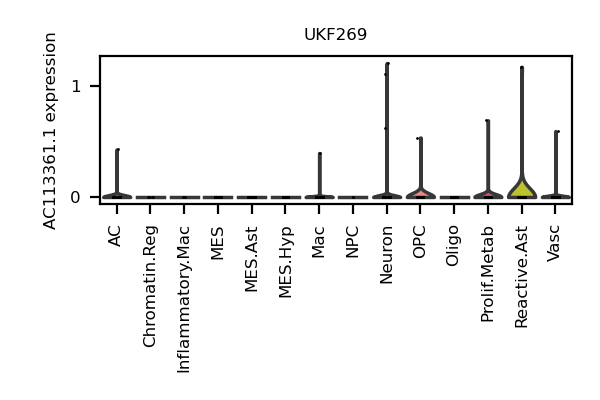 UKF269
AC113361.1 expression
1
0
AC
Chromatin.Reg
Inflammatory.Mac
MES
MES.Ast
MES.Hyp
Mac
NPC
Neuron
OPC
Oligo
Prolif.Metab
Reactive.Ast
Vasc